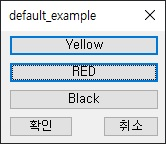 default_example
Yellow
RED
Black
확인 취소